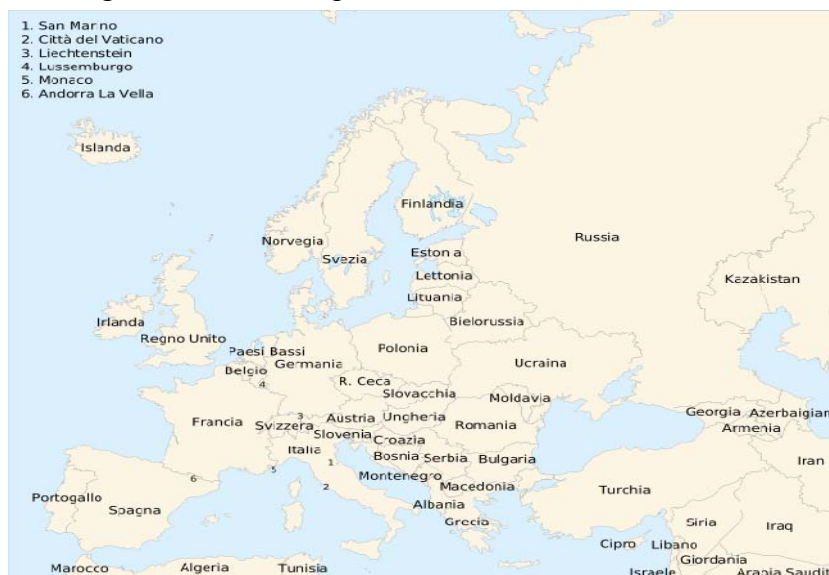 1. San Marino
2. Città del Vaticano
3. Liechtenstein
4. Lussemburgo
5. Monaco
6. Andorra La Vella
Islanda
Finlandia
Norvegia
Svezia
Russia
Estonia
Lettonia
Lituania
Kazakistan
Irlanda
Regno Unito
Bielorussia
Paesi Bassi
Polonia
Belgio
Germania
Ucraina
4
R. Ceca
Slovacchia
Moldavia
Francia
3
Svizzera
Austria
Ungheria
Romania
Georgia
Azerbaigian
Armenia
Slovenia
Croazia
Italia
1
Bosnia
Serbia
Bulgaria
Iran
5
6
2
Montenegro
Macedonia
Turchia
Portogallo
Spagna
Albania
Grecia
Siria
Iraq
Cipro
Libano
Giordania
Marocco
Algeria
Tunisia
Israele
Arabia Saudit